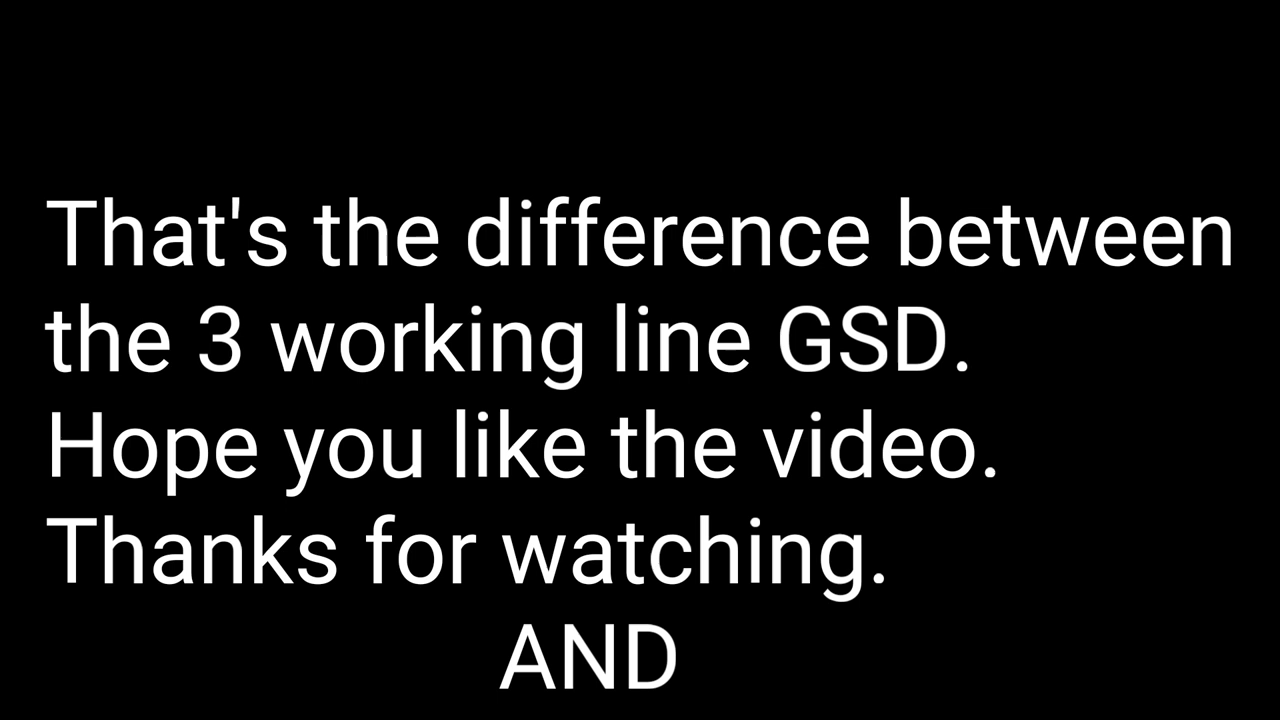 That's the difference between
the 3 working line GSD.
Hope you like the video.
Thanks for watching.
AND